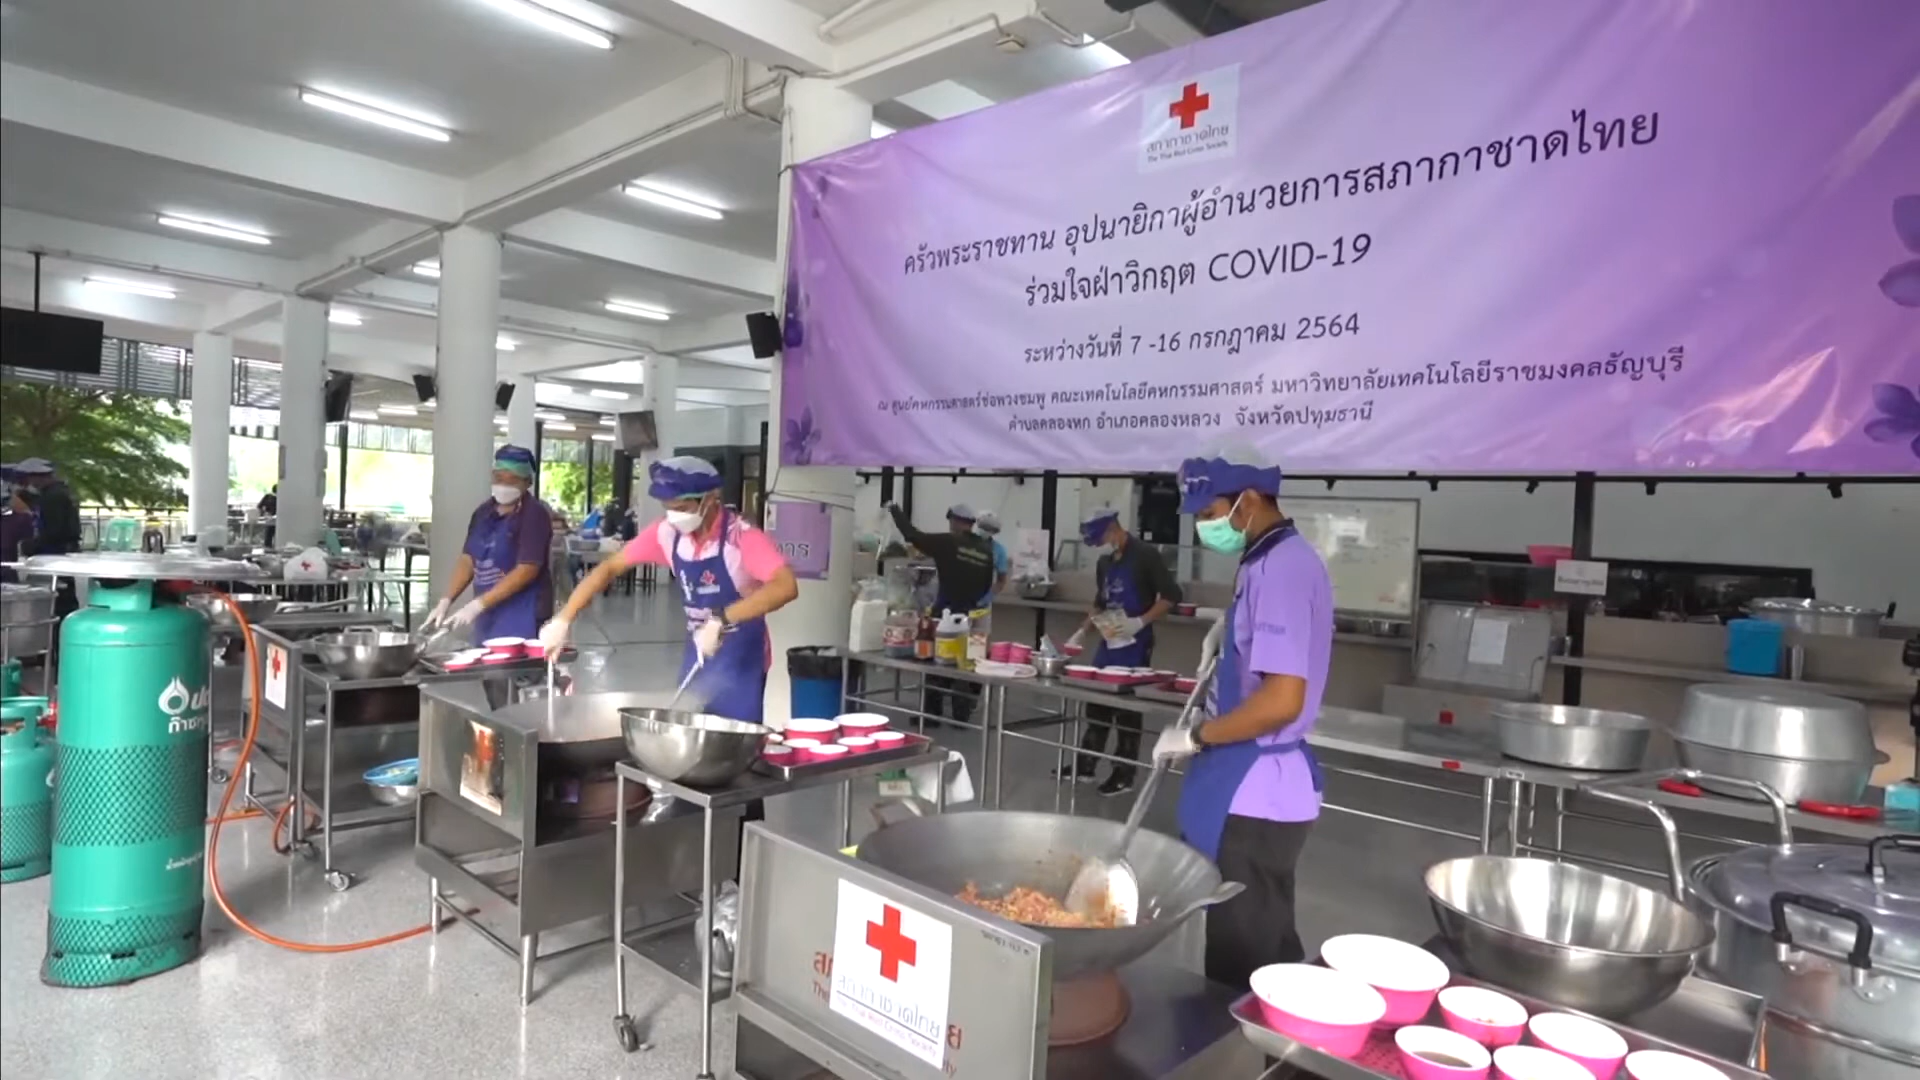 สภากาชาดไทย
The Thai Red Cross Society
ครัวพระราชทาน อุปนายิกาผู้อำนวยการสภากาชาดไทย
ร่วมใจฝ่าวิกฤต COVID-19
ระหว่างวันที่ 7 -16 กรกฎาคม 2564
ณ ศูนย์คหกรรมศาสตร์ช่อพวงชมพู คณะเทคโนโลยีคหกรรมศาสตร์ มหาวิทยาลัยเทคโนโลยีราชมงคลธัญบุรี
ตำบลคลองหก อำเภอคลองหลวง จังหวัดปทุมธานี
สภากาชาดไทย
The Thai Red Cross Society